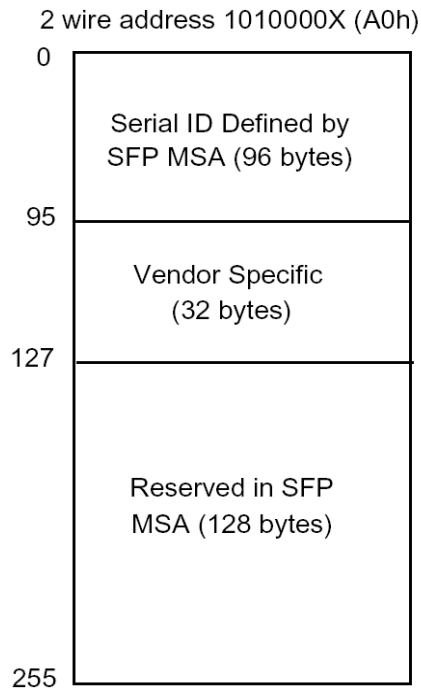 2 wire address 1010000X (A0h)
0
Serial ID Defined by
SFP MSA (96 bytes)
95
Vendor Specific
(32 bytes)
127
Reserved in SFP
MSA (128 bytes)
255